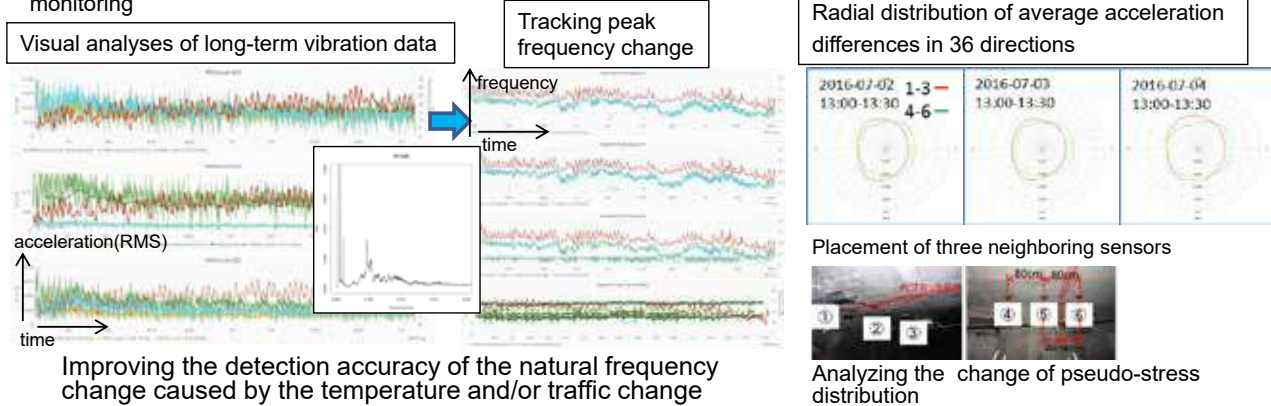 monitoring
Visual analyses of long-term vibration data
Tracking peak
frequency change
Radial distribution of average acceleration
differences in 36 directions
frequency
time
acceleration(RMS)
time
2016-07-02
13:00-13:30
1-3
4-6
2016-07-03
13:00-13:30
2016-07-04
13:00-13:30
Placement of three neighboring sensors
80cm 80cm
① ② ③
④ ⑤ ⑥
Improving the detection accuracy of the natural frequency
change caused by the temperature and/or traffic change
Analyzing the change of pseudo-stress
distribution